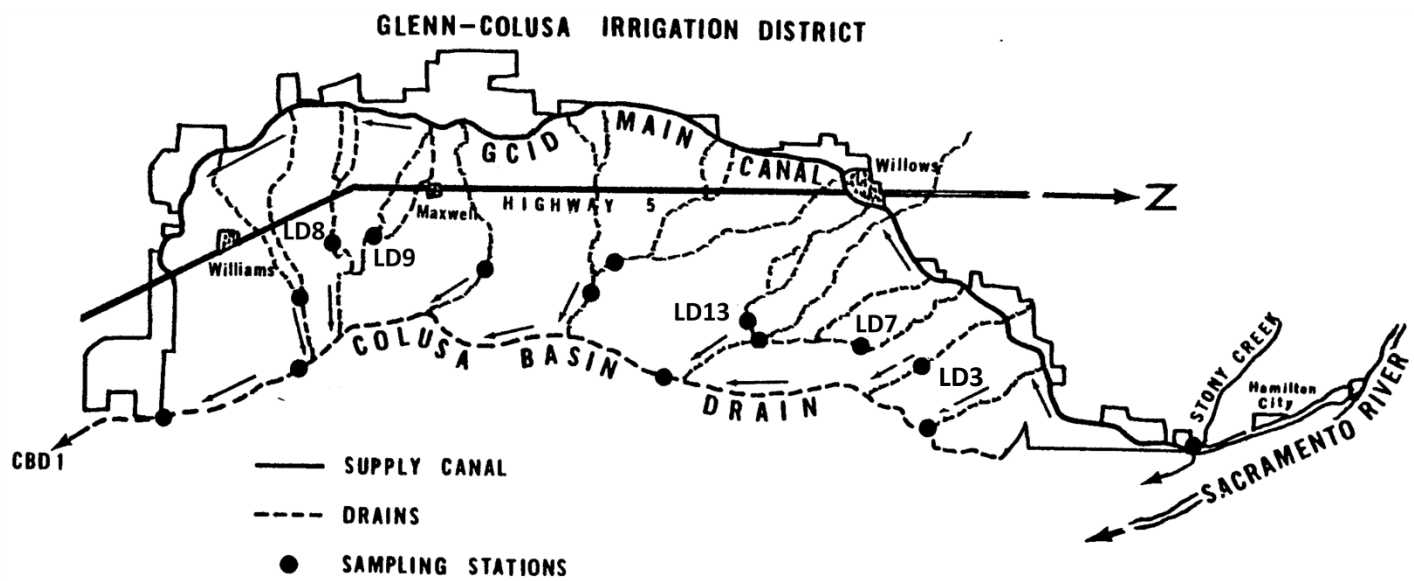 GLENN-COLUSA IRRIGATION DISTRICT
GCID MAIN CANAL
Willows
Z
HIGHWAY 5
Maxwell
LD8
LD9
Williams
LD13
LD7
LD3
COLUSA BASIN DRAIN
STONY CREEK
Hamilton
City
SACRAMENTO RIVER
CBD1
SUPPLY CANAL
DRAINS
SAMPLING STATIONS